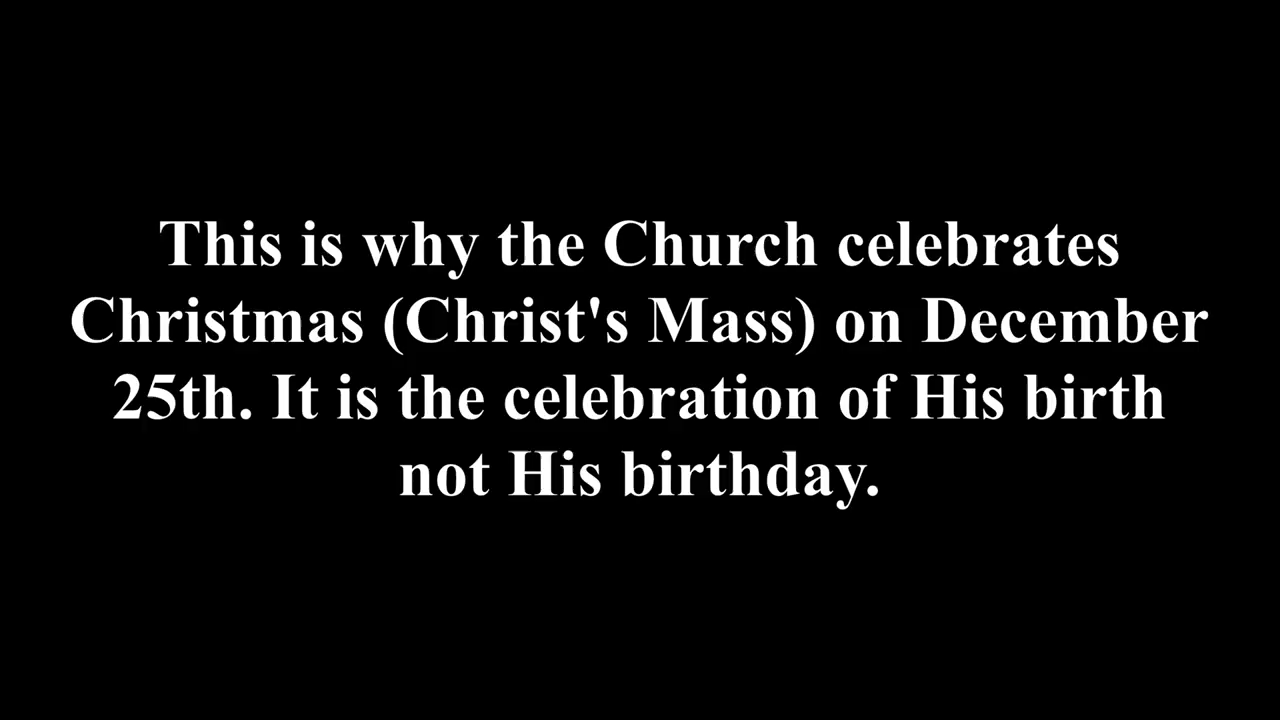 This is why the Church celebrates
Christmas (Christ's Mass) on December
25th. It is the celebration of His birth
not His birthday.